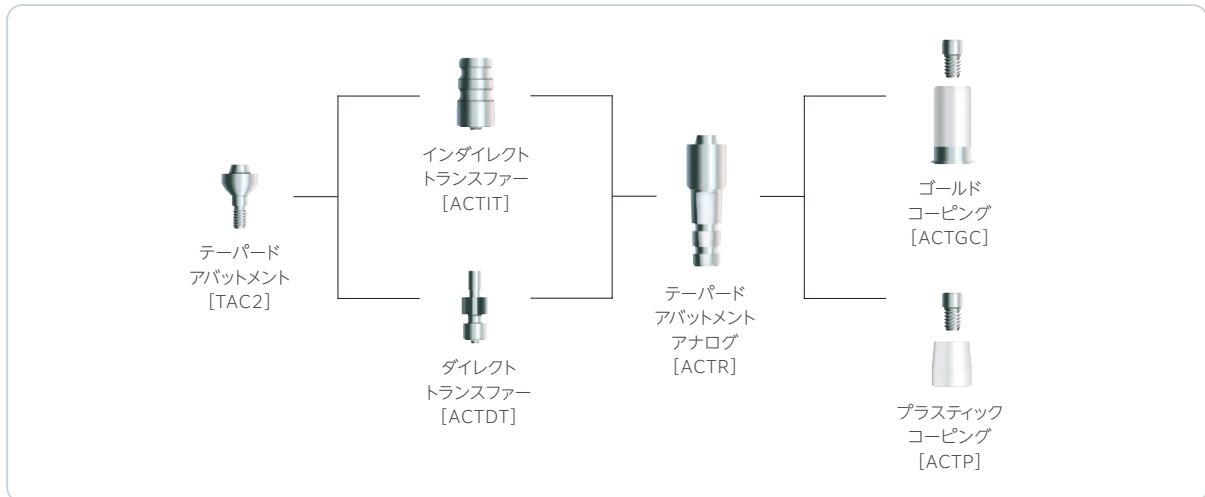 テーパード
アバットメント
[TAC2]
インダイレクト
トランスファー
[ACTIT]
ダイレクト
トランスファー
[ACTDT]
テーパード
アバットメント
アナログ
[ACTR]
ゴールド
コーピング
[ACTGC]
プラスティック
コーピング
[ACTP]